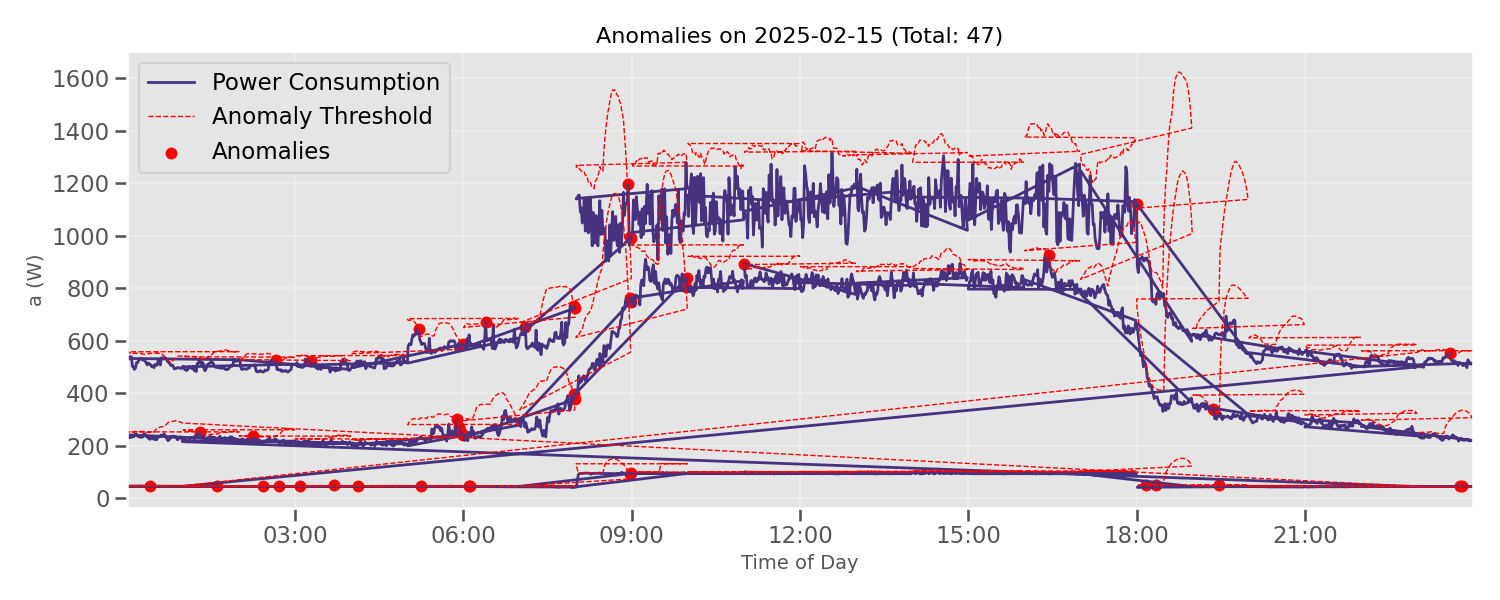 Anomalies on 2025-02-15 (Total: 47)
Power Consumption
Anomaly Threshold
Anomalies
1600
1400
1200
1000
800
600
400
200
0
a (W)
03:00 06:00 09:00 12:00 15:00 18:00 21:00
Time of Day